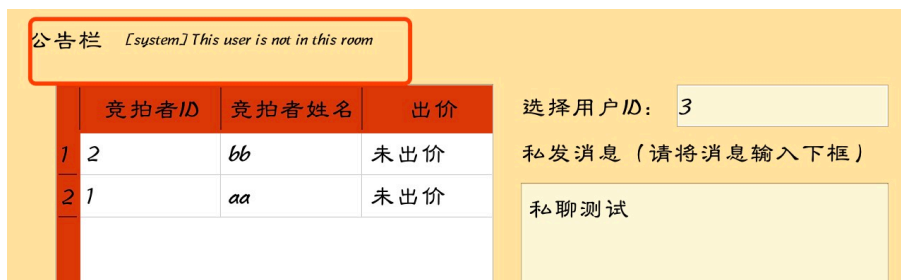 公告栏 [system] This user is not in this room
竞拍者ID 竞拍者姓名 出价
1 2 bb 未出价
2 1 aa 未出价
选择用户ID： 3
私发消息（请将消息输入下框）
私聊测试